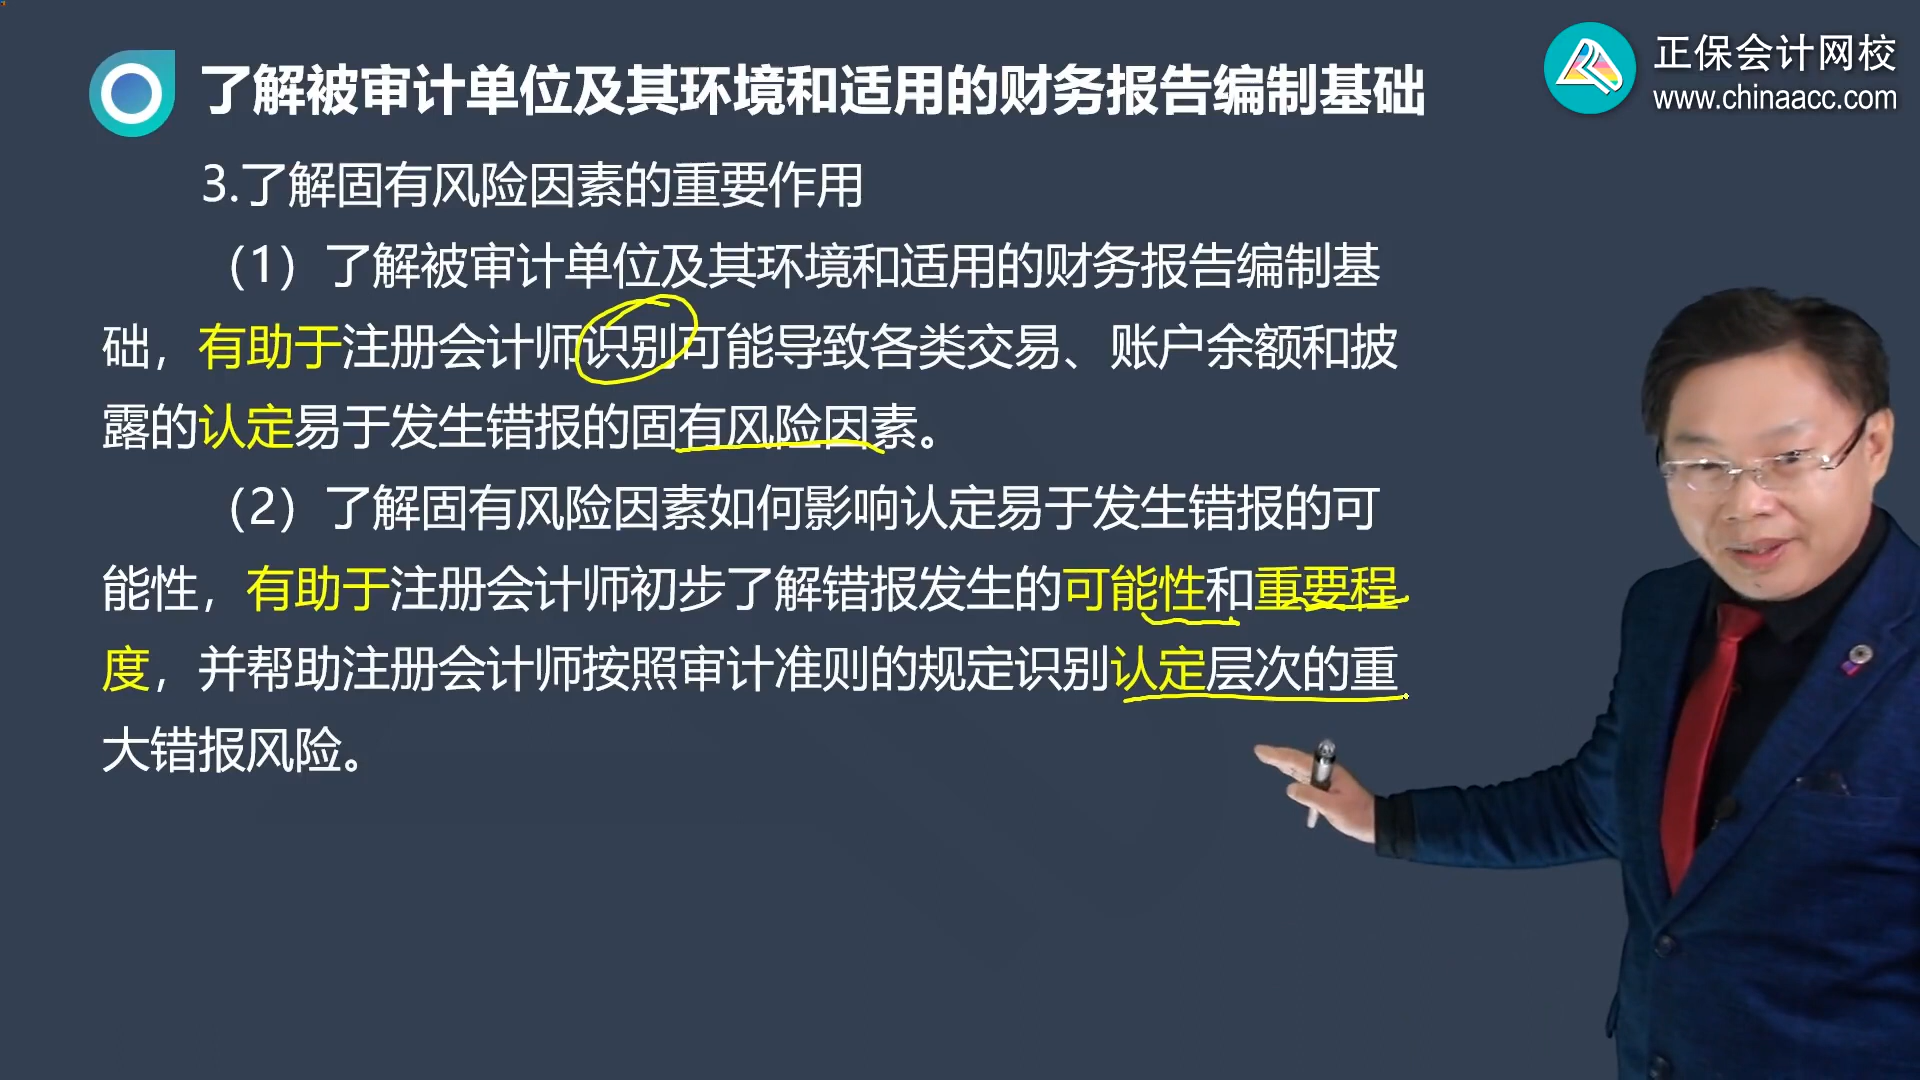 了解被审计单位及其环境和适用的财务报告编制基础
正保会计网校
www.chinaacc.com
3.了解固有风险因素的重要作用
（1）了解被审计单位及其环境和适用的财务报告编制基
础，有助于注册会计师识别可能导致各类交易、账户余额和披
露的认定易于发生错报的固有风险因素。
（2）了解固有风险因素如何影响认定易于发生错报的可
能性，有助于注册会计师初步了解错报发生的可能性和重要程
度，并帮助注册会计师按照审计准则的规定识别认定层次的重
大错报风险。